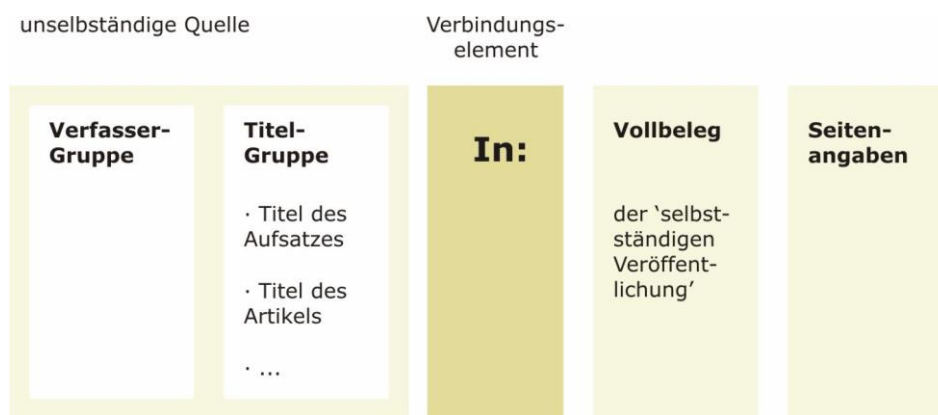 unselbständige Quelle
Verbindungs-
element
Verfasser-
Gruppe
Titel-
Gruppe
· Titel des
Aufsatzes
· Titel des
Artikels
· ...
In:
Vollbeleg
der ‘selbst-
ständigen
Veröffent-
lichung’
Seiten-
angaben